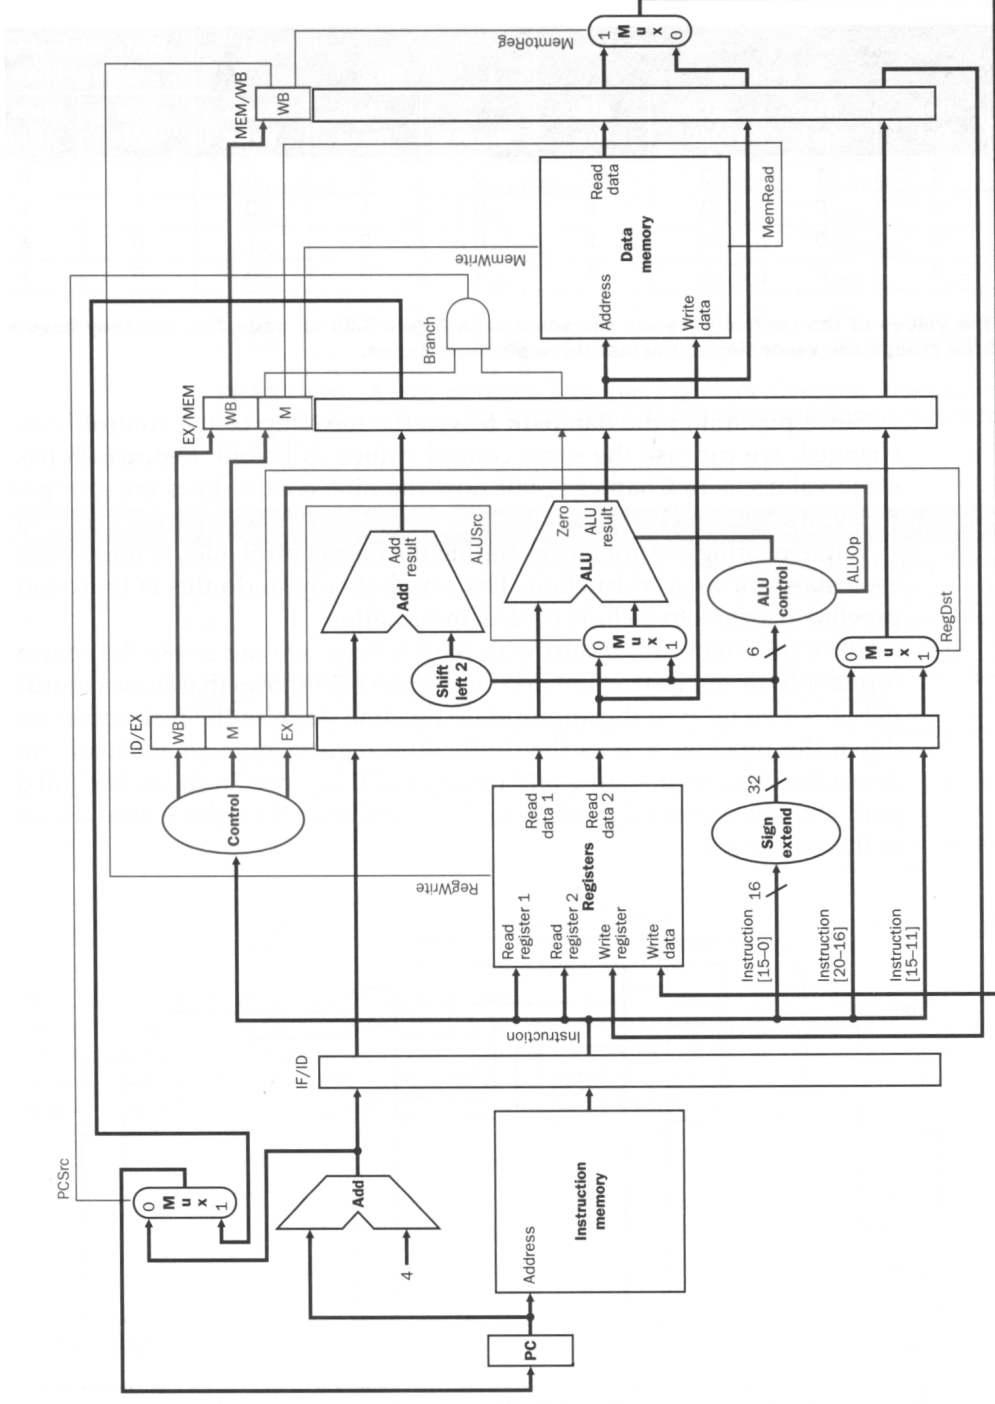 PCSrc
0
M
u
x
1
ID/EX
WB
M
EX
Control
EX/MEM
WB
M
MEM/WB
WB
IF/ID
Add
4
RegWrite
Shift
left 2
Add
Add
result
ALUSrc
Branch
MemWrite
MemtoReg
PC
Address
Instruction
memory
Instruction
Read
register 1
Read
register 2
Registers
Write
register
Write
data
Read
data 1
Read
data 2
0
M
u
x
1
Zero
ALU
ALU
result
Address
Write
data
Data
memory
Read
data
1
M
u
x
0
Instruction
[15–0]
16
Sign
extend
32
6
ALU
control
MemRead
Instruction
[20–16]
ALUOp
Instruction
[15–11]
0
M
u
x
1
RegDst